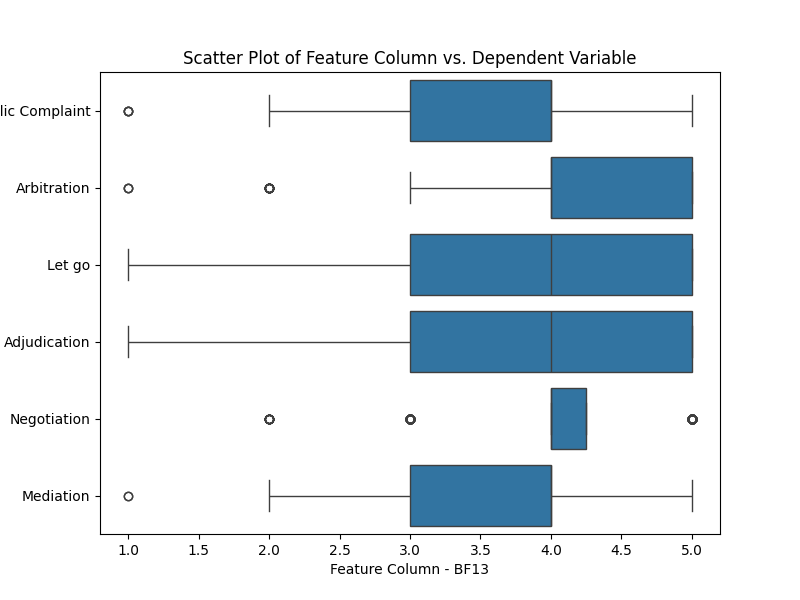 Scatter Plot of Feature Column vs. Dependent Variable
lic Complaint
Arbitration
Let go
Adjudication
Negotiation
Mediation
1.0 1.5 2.0 2.5 3.0 3.5 4.0 4.5 5.0
Feature Column - BF13